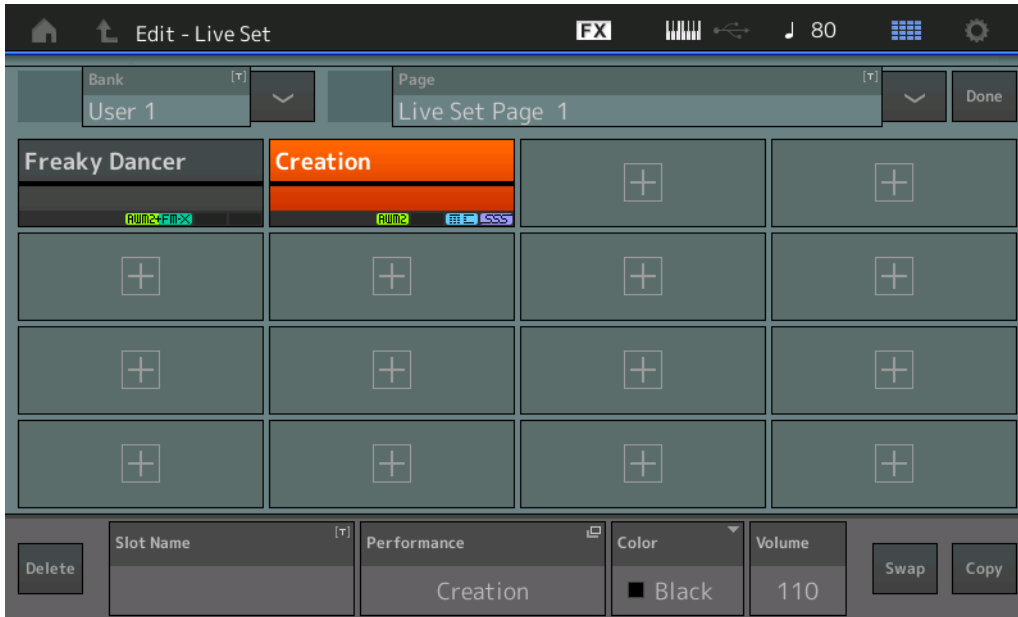 Edit - Live Set FX ♩ 80
Bank [T] Page [T]
User 1 Live Set Page 1 Done
Freaky Dancer Creation
AWM2+FM-X AWM2 MC SSS
Slot Name [T] Performance Color Volume
Delete Swap Copy
Creation Black 110